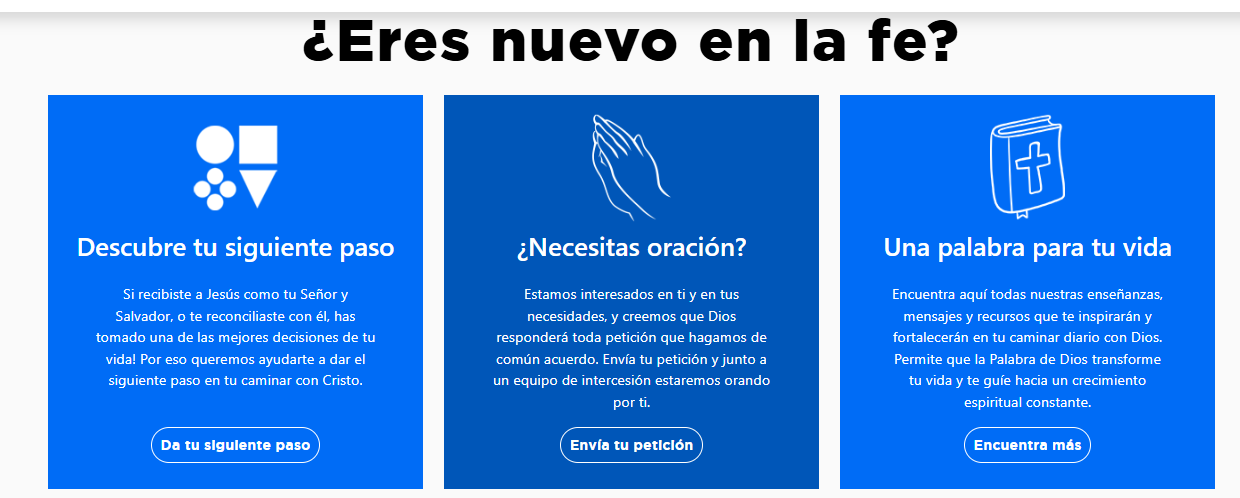 ¿Eres nuevo en la fe?
Descubre tu siguiente paso
Si recibiste a Jesús como tu Señor y
Salvador, o te reconciliaste con él, has
tomado una de las mejores decisiones de tu
vida! Por eso queremos ayudarte a dar el
siguiente paso en tu caminar con Cristo.
Da tu siguiente paso
¿Necesitas oración?
Estamos interesados en ti y en tus
necesidades, y creemos que Dios
responderá toda petición que hagamos de
común acuerdo. Envía tu petición y junto a
un equipo de intercesión estaremos orando
por ti.
Envía tu petición
Una palabra para tu vida
Encuentra aquí todas nuestras enseñanzas,
mensajes y recursos que te inspirarán y
fortalecerán en tu caminar diario con Dios.
Permite que la Palabra de Dios transforme
tu vida y te guíe hacia un crecimiento
espiritual constante.
Encuentra más